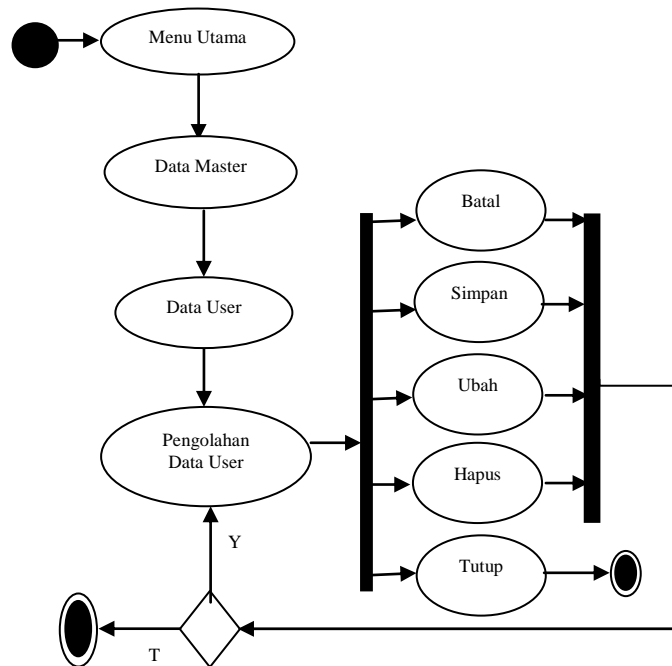 Menu Utama
Data Master
Data User
Pengolahan
Data User
Batal
Simpan
Ubah
Hapus
Tutup
Y
T